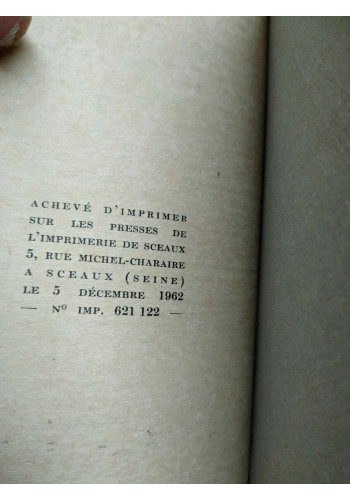 ACHEVÉ D'IMPRIMER
SUR LES PRESSES DE
L'IMPRIMERIE DE SCEAUX
5, RUE MICHEL-CHARAIRE
A SCEAUX (SEINE)
LE 5 DÉCEMBRE 1962
— Nº IMP. 621 122 —